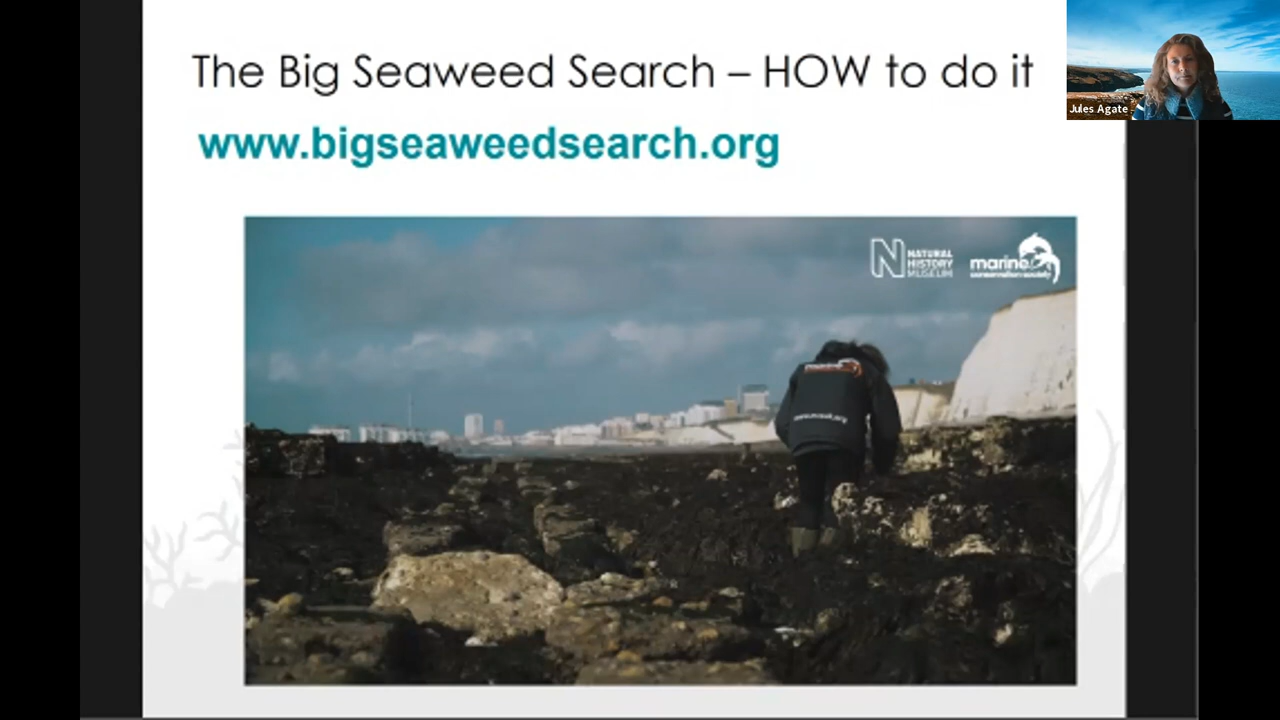 The Big Seaweed Search – HOW to do it
www.bigseaweedsearch.org
Jules Agate
NATURAL
HISTORY
MUSEUM
marine
conservation society